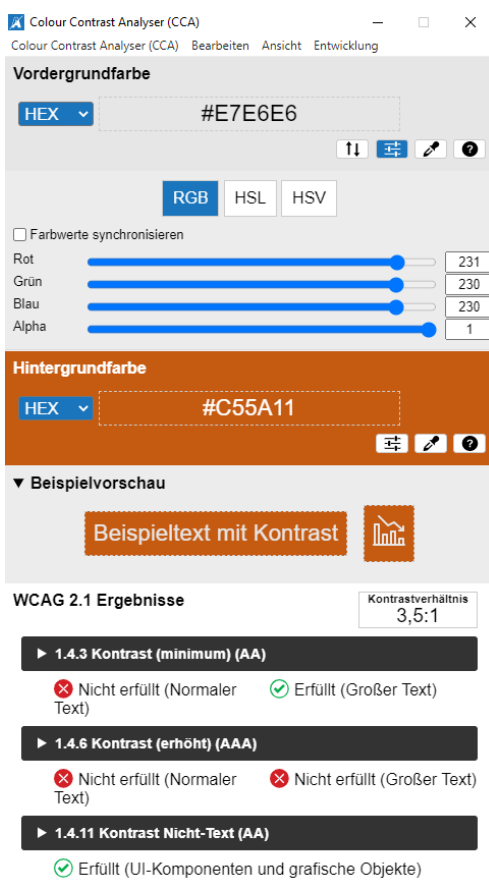 Colour Contrast Analyser (CCA)
Colour Contrast Analyser (CCA) Bearbeiten Ansicht Entwicklung
Vordergrundfarbe
HEX #E7E6E6
RGB HSL HSV
Farbwerte synchronisieren
Rot 231
Grün 230
Blau 230
Alpha 1
Hintergrundfarbe
HEX #C55A11
▼ Beispielvorschau
Beispieltext mit Kontrast
WCAG 2.1 Ergebnisse
Kontrastverhältnis
3,5:1
▶ 1.4.3 Kontrast (minimum) (AA)
Nicht erfüllt (Normaler Erfüllt (Großer Text)
Text)
▶ 1.4.6 Kontrast (erhöht) (AAA)
Nicht erfüllt (Normaler Nicht erfüllt (Großer Text)
Text)
▶ 1.4.11 Kontrast Nicht-Text (AA)
Erfüllt (UI-Komponenten und grafische Objekte)